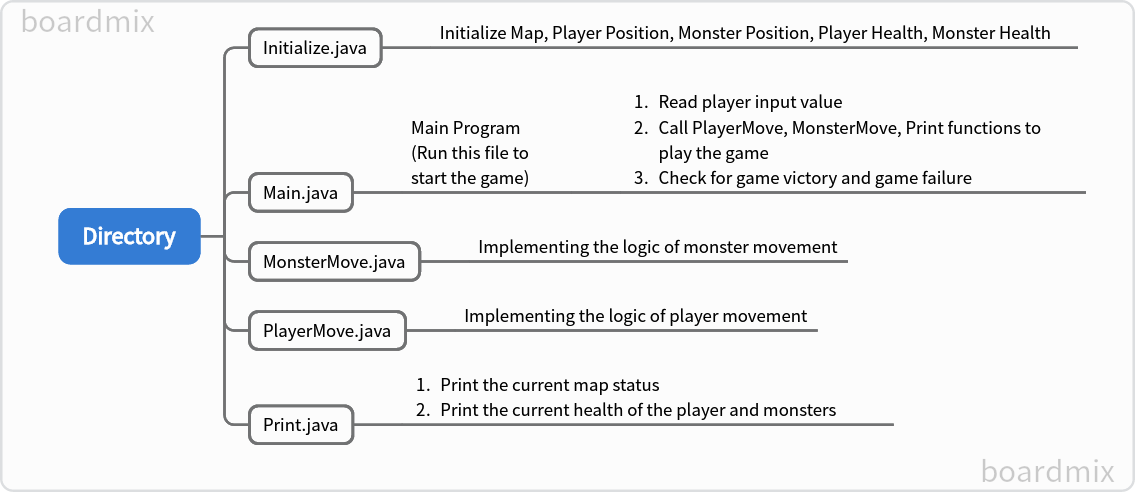 boardmix
Initialize.java
Initialize Map, Player Position, Monster Position, Player Health, Monster Health
Main.java
Main Program
(Run this file to
start the game)
1. Read player input value
2. Call PlayerMove, MonsterMove, Print functions to
play the game
3. Check for game victory and game failure
Directory
MonsterMove.java
Implementing the logic of monster movement
PlayerMove.java
Implementing the logic of player movement
Print.java
1. Print the current map status
2. Print the current health of the player and monsters
boardmix